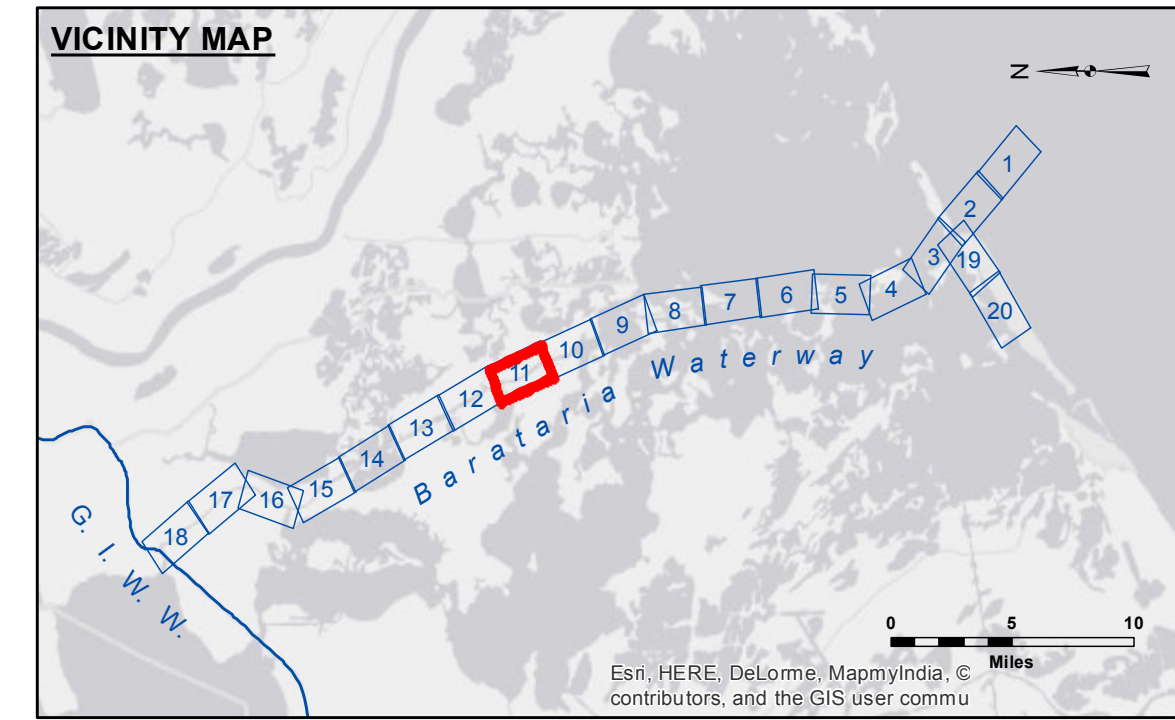 VICINITY MAP
N
1
2
3
19
20
4
5
6
7
8
9
10
11
12
13
14
15
16
17
18
Barataria Waterway
G. I. W. W.
0 5 10
Miles
Esri, HERE, DeLorme, MapmyIndia, ©
contributors, and the GIS user commu